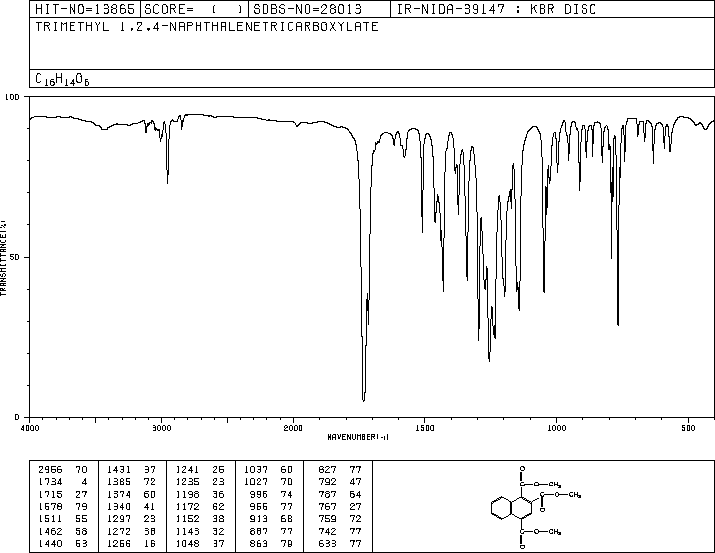 HIT-NO=13865 SCORE= ( ) SDBS-NO=28013 IR-NIDA-39147 : KBR DISC
TRIMETHYL 1,2,4-NAPHTHALENETRICARBOXYLATE
C16H14O6
100
TRANSMITTANCE(%)
50
0
4000 3000 2000 1500 1000 500
WAVENUMBER(-1)
2956 70 1431 37 1241 26 1037 60 827 77
1734 4 1385 72 1235 23 1027 70 792 47
1715 27 1374 60 1198 36 996 74 787 64
1678 79 1340 41 1172 62 956 77 767 27
1511 55 1297 23 1152 38 913 68 759 72
1462 58 1272 38 1143 32 887 77 742 77
1440 53 1256 16 1048 37 863 79 633 77
O
C—O—CH3
C—O—CH3
O
C—O—CH3
O